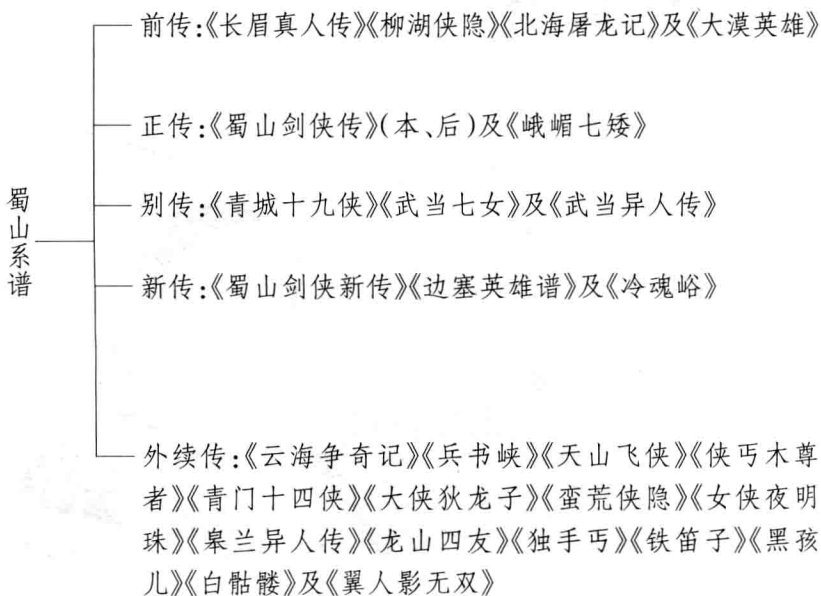 前传:《长眉真人传》《柳湖侠隐》《北海屠龙记》及《大漠英雄》
正传:《蜀山剑侠传》(本、后)及《峨嵋七矮》
蜀山系谱
别传:《青城十九侠》《武当七女》及《武当异人传》
新传:《蜀山剑侠新传》《边塞英雄谱》及《冷魂峪》
外续传:《云海争奇记》《兵书峡》《天山飞侠》《侠丐木尊
者》《青门十四侠》《大侠狄龙子》《蛮荒侠隐》《女侠夜明
珠》《皋兰异人传》《龙山四友》《独手丐》《铁笛子》《黑孩
儿》《白骷髅》及《翼人影无双》